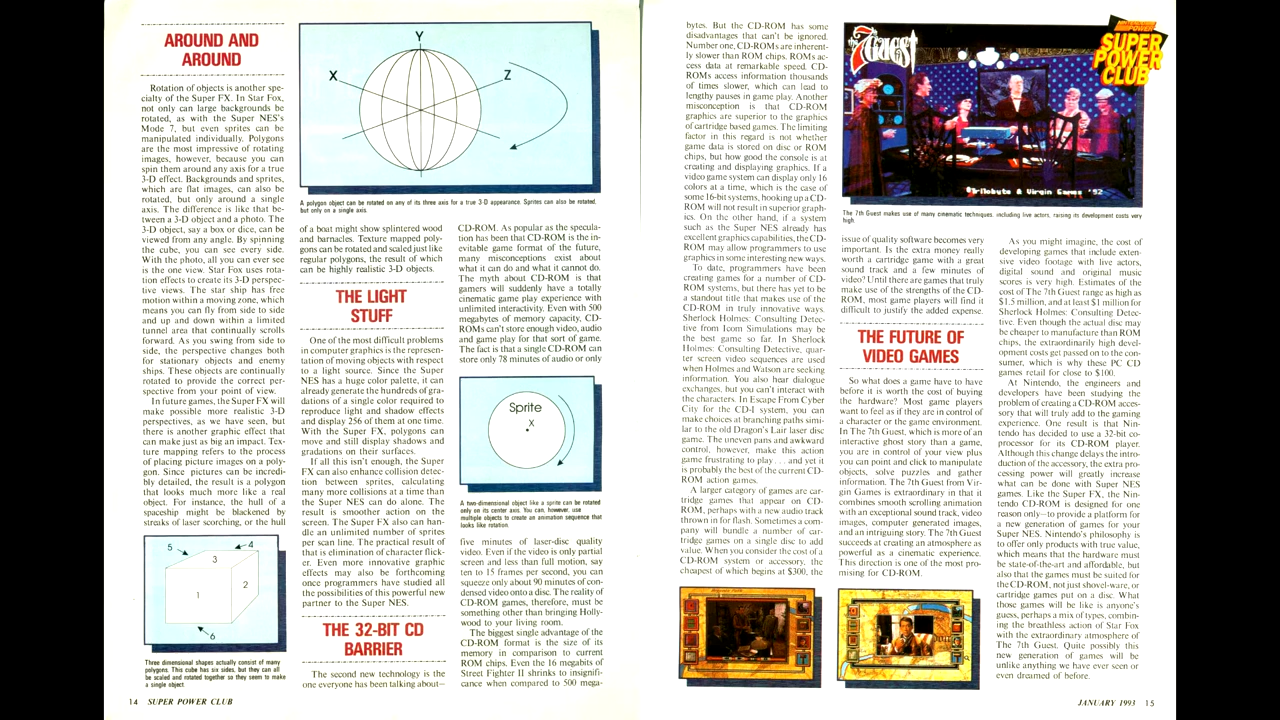 AROUND AND
AROUND
Rotation of objects is another spe-
cialty of the Super FX. In Star Fox,
not only can large backgrounds be
rotated, as with the Super NES's
Mode 7, but even sprites can be
manipulated individually. Polygons
are the most impressive of rotating
images, however, because you can
spin them around any axis for a true
3-D effect. Backgrounds and sprites,
which are flat images, can also be
rotated, but only around a single
axis. The difference is like that be-
tween a 3-D object and a photo. The
3-D object, say a box or dice, can be
viewed from any angle. By spinning
the cube, you can see every side.
With the photo, all you can ever see
is the one view. Star Fox uses rota-
tion effects to create its 3-D perspec-
tive views. The star ship has free
motion within a moving zone, which
means you can fly from side to side
and up and down within a limited
tunnel area that continually scrolls
forward. As you swing from side to
side, the perspective changes both
for stationary objects and enemy
ships. These objects are continually
rotated to provide the correct per-
spective from your point of view.
In future games, the Super FX will
make possible more realistic 3-D
perspectives, as we have seen, but
there is another graphic effect that
can make just as big an impact. Tex-
ture mapping refers to the process
of placing picture images on a poly-
gon. Since pictures can be incredi-
bly detailed, the result is a polygon
that looks much more like a real
object. For instance, the hull of a
spaceship might be blackened by
streaks of laser scorching, or the hull
5
4
3
2
1
6
Three dimensional shapes actually consist of many
polygons. This cube has six sides, but they can all
be scaled and rotated together so they seem to make
a single object
14 SUPER POWER CLUB
Y
X
Z
A polygon object can be rotated on any of its three axis for a true 3-D appearance. Sprites can also be rotated,
but only on a single axis.
of a boat might show splintered wood
and barnacles. Texture mapped poly-
gons can be rotated and scaled just like
regular polygons, the result of which
can be highly realistic 3-D objects.
THE LIGHT
STUFF
One of the most difficult problems
in computer graphics is the represen-
tation of moving objects with respect
to a light source. Since the Super
NES has a huge color palette, it can
already generate the hundreds of gra-
dations of a single color required to
reproduce light and shadow effects
and display 256 of them at one time.
With the Super FX, polygons can
move and still display shadows and
gradations on their surfaces.
If all this isn't enough, the Super
FX can also enhance collision detec-
tion between sprites, calculating
many more collisions at a time than
the Super NES can do alone. The
result is smoother action on the
screen. The Super FX also can han-
dle an unlimited number of sprites
per scan line. The practical result of
that is elimination of character flick-
er. Even more innovative graphic
effects may also be forthcoming
once programmers have studied all
the possibilities of this powerful new
partner to the Super NES.
THE 32-BIT CD
BARRIER
The second new technology is the
one everyone has been talking about—
CD-ROM. As popular as the specula-
tion has been that CD-ROM is the in-
evitable game format of the future,
many misconceptions exist about
what it can do and what it cannot do.
The myth about CD-ROM is that
gamers will suddenly have a totally
cinematic game play experience with
unlimited interactivity. Even with 500
megabytes of memory capacity, CD-
ROMs can't store enough video, audio
and game play for that sort of game.
The fact is that a single CD-ROM can
store only 78 minutes of audio or only
Sprite
X
A two-dimensional object like a sprite can be rotated
only on its center axis. You can, however, use
multiple objects to create an animation sequence that
looks like rotation.
five minutes of laser-disc quality
video. Even if the video is only partial
screen and less than full motion, say
ten to 15 frames per second, you can
squeeze only about 90 minutes of con-
densed video onto a disc. The reality of
CD-ROM games, therefore, must be
something other than bringing Holly-
wood to your living room.
The biggest single advantage of the
CD-ROM format is the size of its
memory in comparison to current
ROM chips. Even the 16 megabits of
Street Fighter II shrinks to insignifi-
cance when compared to 500 mega-
bytes. But the CD-ROM has some
disadvantages that can't be ignored.
Number one, CD-ROMs are inherent-
ly slower than ROM chips. ROMs ac-
cess data at remarkable speed. CD-
ROMs access information thousands
of times slower, which can lead to
lengthy pauses in game play. Another
misconception is that CD-ROM
graphics are superior to the graphics
of cartridge based games. The limiting
factor in this regard is not whether
game data is stored on disc or ROM
chips, but how good the console is at
creating and displaying graphics. If a
video game system can display only 16
colors at a time, which is the case of
some 16-bit systems, hooking up a CD-
ROM will not result in superior graph-
ics. On the other hand, if a system
such as the Super NES already has
excellent graphics capabilities, the CD-
ROM may allow programmers to use
graphics in some interesting new ways.
To date, programmers have been
creating games for a number of CD-
ROM systems, but there has yet to be
a standout title that makes use of the
CD-ROM in truly innovative ways.
Sherlock Holmes: Consulting Detec-
tive from Icom Simulations may be
the best game so far. In Sherlock
Holmes: Consulting Detective, quar-
ter screen video sequences are used
when Holmes and Watson are seeking
information. You also hear dialogue
exchanges, but you can't interact with
the characters. In Escape From Cyber
City for the CD-I system, you can
make choices at branching paths simi-
lar to the old Dragon's Lair laser disc
game. The uneven pans and awkward
control, however, make this action
game frustrating to play . . . and yet it
is probably the best of the current CD-
ROM action games.
A larger category of games are car-
tridge games that appear on CD-
ROM, perhaps with a new audio track
thrown in for flash. Sometimes a com-
pany will bundle a number of car-
tridge games on a single disc to add
value. When you consider the cost of a
CD-ROM system or accessory, the
cheapest of which begins at $300, the
the 7th Guest
SUPER
POWER
CLUB
©Trilobyte & Virgin Games '92
The 7th Guest makes use of many cinematic techniques, including live actors, raising its development costs very
high.
issue of quality software becomes very
important. Is the extra money really
worth a cartridge game with a great
sound track and a few minutes of
video? Until there are games that truly
make use of the strengths of the CD-
ROM, most game players will find it
difficult to justify the added expense.
THE FUTURE OF
VIDEO GAMES
So what does a game have to have
before it is worth the cost of buying
the hardware? Most game players
want to feel as if they are in control of
a character or the game environment.
In The 7th Guest, which is more of an
interactive ghost story than a game,
you are in control of your view plus
you can point and click to manipulate
objects, solve puzzles and gather
information. The 7th Guest from Vir-
gin Games is extraordinary in that it
combines smooth scrolling animation
with an exceptional sound track, video
images, computer generated images,
and an intriguing story. The 7th Guest
succeeds at creating an atmosphere as
powerful as a cinematic experience.
This direction is one of the most pro-
mising for CD-ROM.
As you might imagine, the cost of
developing games that include exten-
sive video footage with live actors,
digital sound and original music
scores is very high. Estimates of the
cost of The 7th Guest range as high as
$1.5 million, and at least $1 million for
Sherlock Holmes: Consulting Detec-
tive. Even though the actual disc may
be cheaper to manufacture than ROM
chips, the extraordinarily high devel-
opment costs get passed on to the con-
sumer, which is why these PC CD
games retail for close to $100.
At Nintendo, the engineers and
developers have been studying the
problem of creating a CD-ROM acces-
sory that will truly add to the gaming
experience. One result is that Nin-
tendo has decided to use a 32-bit co-
processor for its CD-ROM player.
Although this change delays the intro-
duction of the accessory, the extra pro-
cessing power will greatly increase
what can be done with Super NES
games. Like the Super FX, the Nin-
tendo CD-ROM is designed for one
reason only—to provide a platform for
a new generation of games for your
Super NES. Nintendo's philosophy is
to offer only products with true value,
which means that the hardware must
be state-of-the-art and affordable, but
also that the games must be suited for
the CD-ROM, not just shovel-ware, or
cartridge games put on a disc. What
those games will be like is anyone's
guess, perhaps a mix of types, combin-
ing the breathless action of Star Fox
with the extraordinary atmosphere of
The 7th Guest. Quite possibly this
new generation of games will be
unlike anything we have ever seen or
even dreamed of before.
JANUARY 1993 15